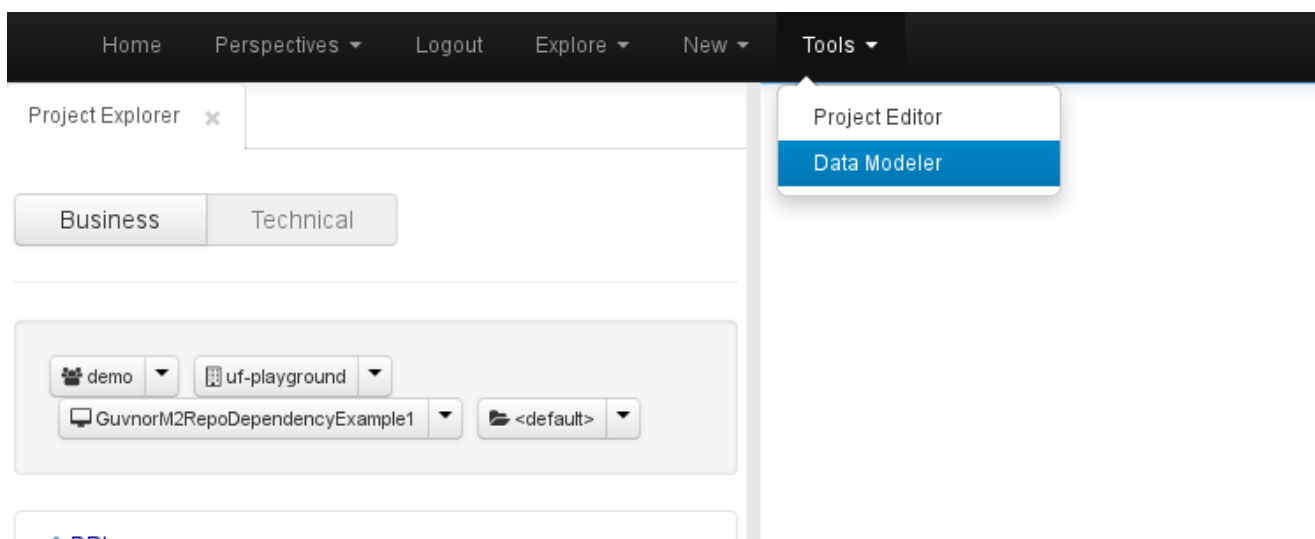 Home Perspectives Logout Explore New Tools
Project Explorer
Project Editor
Data Modeler
Business Technical
demo uf-playground
GuvnorM2RepoDependencyExample1 <default>